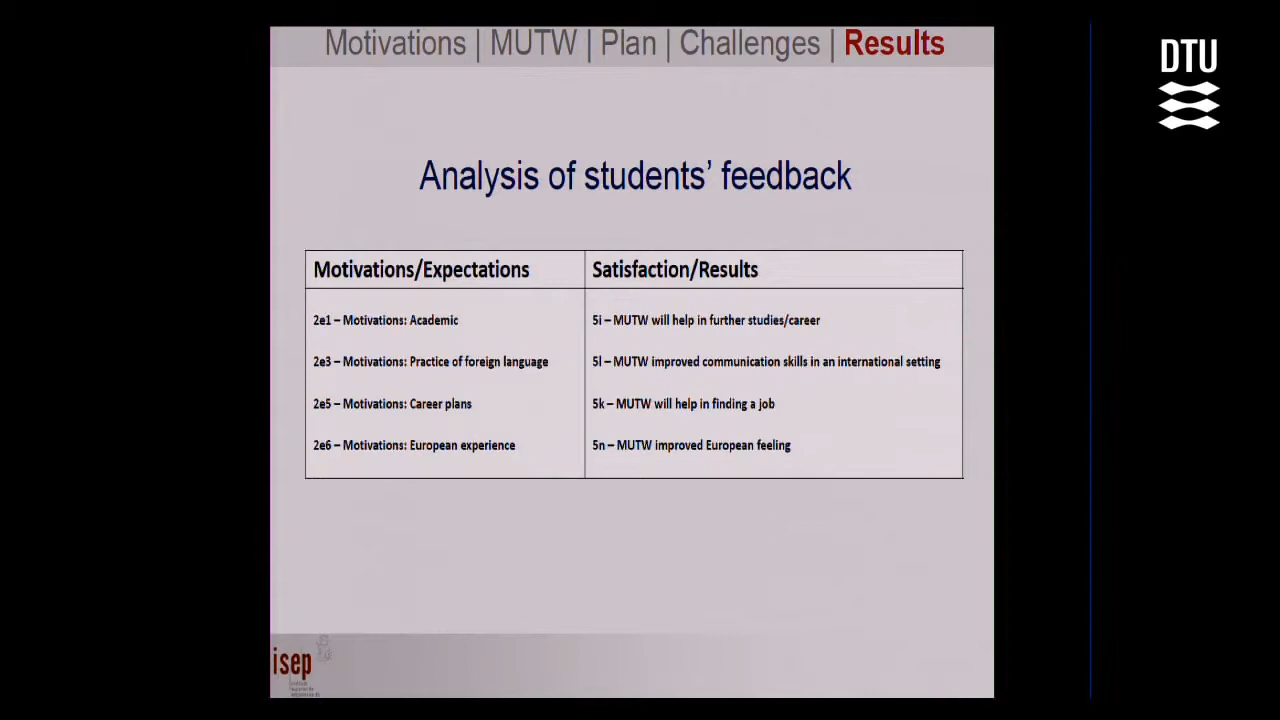 Motivations | MUTW | Plan | Challenges | Results
DTU
Analysis of students’ feedback
Motivations/Expectations
Satisfaction/Results
2e1 – Motivations: Academic
5i – MUTW will help in further studies/career
2e3 – Motivations: Practice of foreign language
5l – MUTW improved communication skills in an international setting
2e5 – Motivations: Career plans
5k – MUTW will help in finding a job
2e6 – Motivations: European experience
5n – MUTW improved European feeling
isep